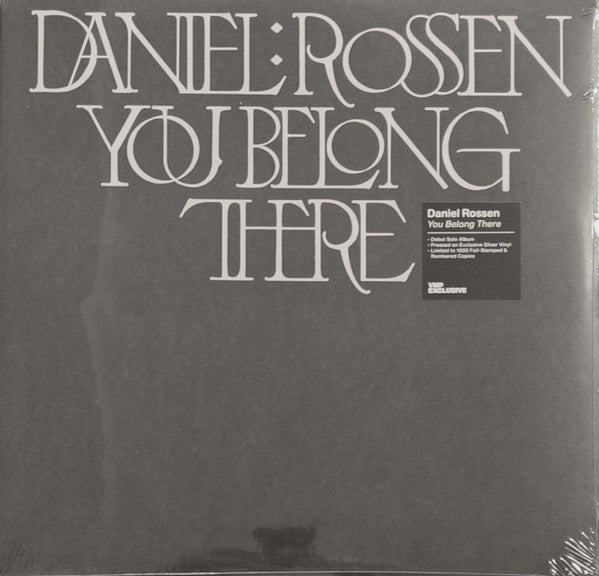 DANIEL: ROSSEN
YOU BELONG
THERE
Daniel Rossen
You Belong There
- Debut Solo Album
- Pressed on Exclusive Silver Vinyl
- Limited to 1000 Foil-Stamped &
Numbered Copies
VMP
EXCLUSIVE